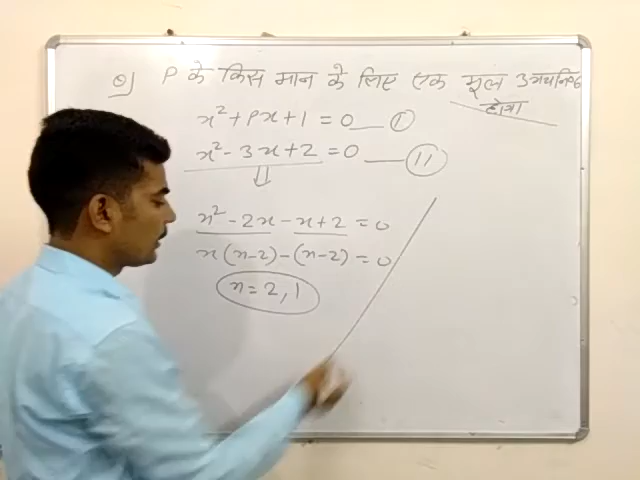 Q) P के किस मान के लिए एक मूल उभयनिष्ठ
होगा
x² + Px + 1 = 0 — (I)
x² - 3x + 2 = 0 — (II)
⇓
x² - 2x - x + 2 = 0
x(x-2) - (x-2) = 0
x = 2, 1